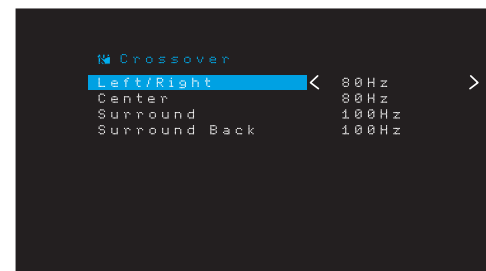 Crossover
Left/Right < 80Hz >
Center 80Hz
Surround 100Hz
Surround Back 100Hz